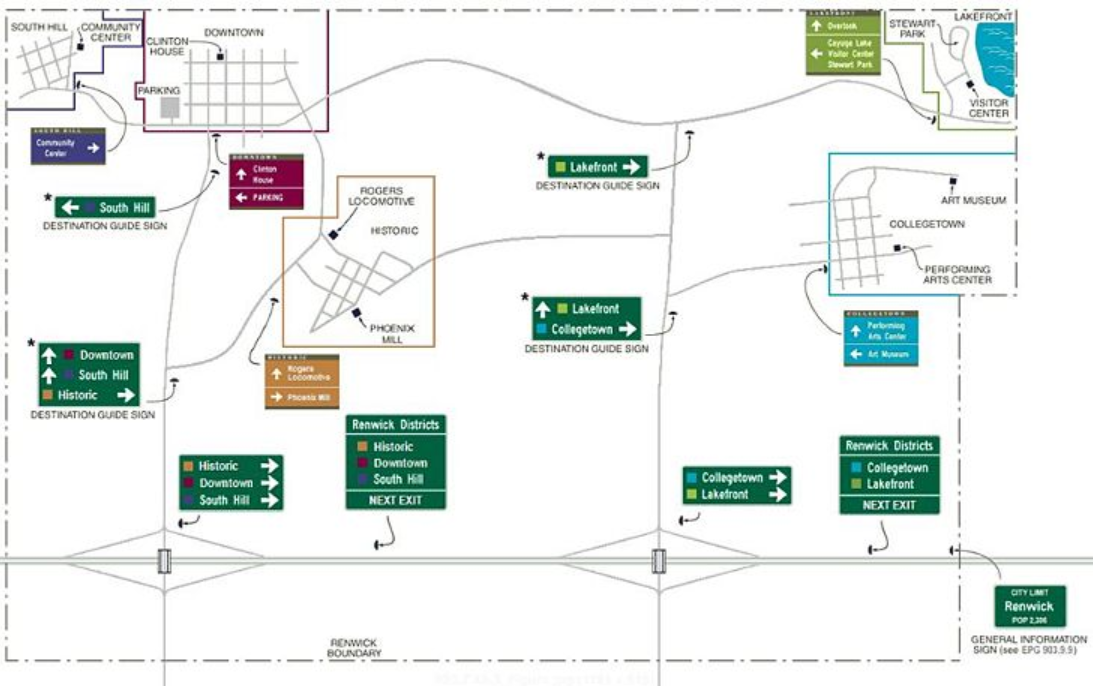 SOUTH HILL
COMMUNITY
CENTER
CLINTON
HOUSE
DOWNTOWN
PARKING
LAKEFRONT
Overlook
Cayuga Lake
Visitor Center
Stewart Park
STEWART
PARK
LAKEFRONT
VISITOR
CENTER
SOUTH HILL
Community
Center
DOWNTOWN
Clinton
House
PARKING
South Hill
DESTINATION GUIDE SIGN
Lakefront
DESTINATION GUIDE SIGN
ROGERS
LOCOMOTIVE
HISTORIC
PHOENIX
MILL
ART MUSEUM
COLLEGETOWN
PERFORMING
ARTS CENTER
Lakefront
Collegetown
DESTINATION GUIDE SIGN
COLLEGETOWN
Performing
Arts Center
Art Museum
Downtown
South Hill
Historic
DESTINATION GUIDE SIGN
HISTORIC
Rogers
Locomotive
Phoenix Mill
Historic
Downtown
South Hill
Renwick Districts
Historic
Downtown
South Hill
NEXT EXIT
Collegetown
Lakefront
Renwick Districts
Collegetown
Lakefront
NEXT EXIT
CITY LIMIT
Renwick
POP 2,306
GENERAL INFORMATION
SIGN (see EPG 903.9.9)
RENWICK
BOUNDARY